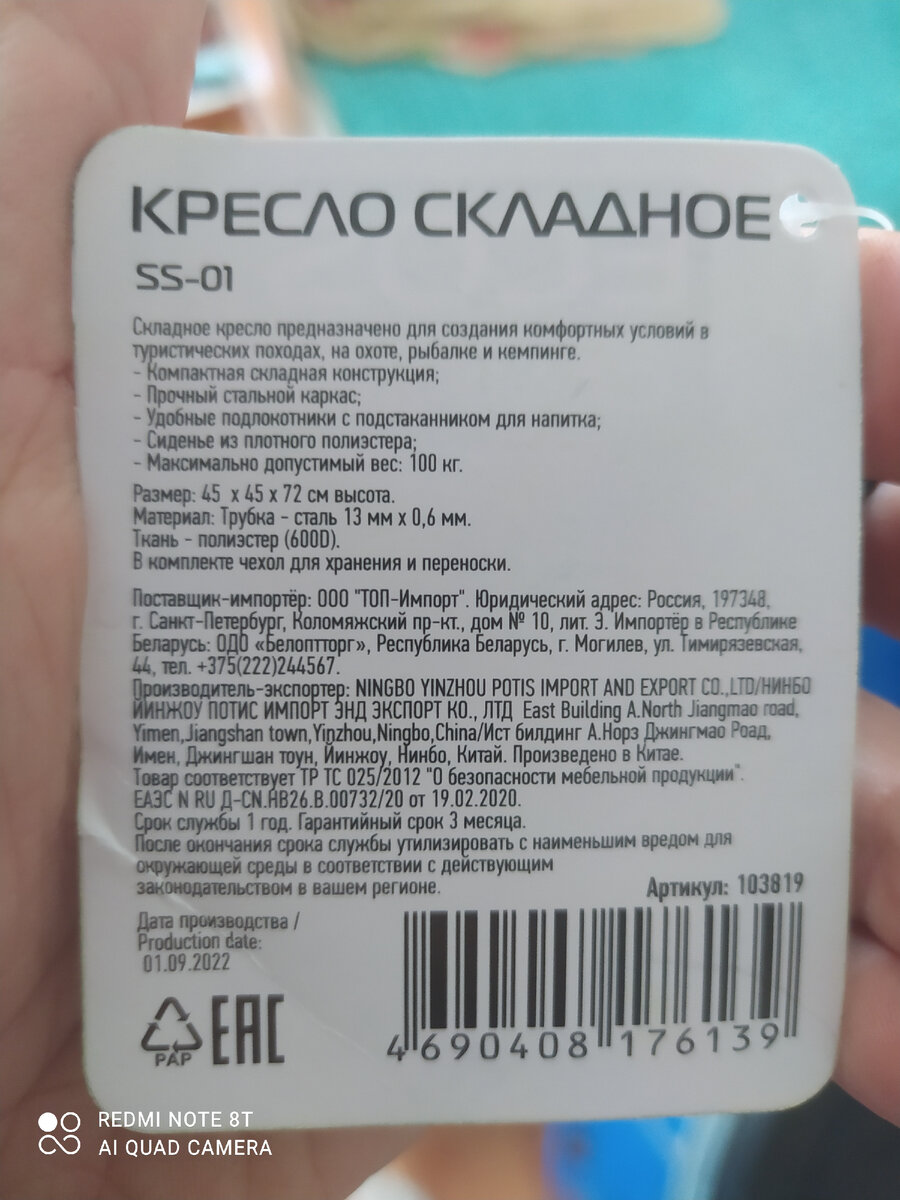 КРЕСЛО СКЛАДНОЕ
SS-01
Складное кресло предназначено для создания комфортных условий в
туристических походах, на охоте, рыбалке и кемпинге.
- Компактная складная конструкция;
- Прочный стальной каркас;
- Удобные подлокотники с подстаканником для напитка;
- Сиденье из плотного полиэстера;
- Максимально допустимый вес: 100 кг.
Размер: 45 х 45 х 72 см высота.
Материал: Трубка - сталь 13 мм х 0,6 мм.
Ткань - полиэстер (600D).
В комплекте чехол для хранения и переноски.
Поставщик-импортёр: ООО "ТОП-Импорт". Юридический адрес: Россия, 197348,
г. Санкт-Петербург, Коломяжский пр-кт., дом № 10, лит. Э. Импортёр в Республике
Беларусь: ОДО «Белоптторг», Республика Беларусь, г. Могилев, ул. Тимирязевская,
44, тел. +375(222)244567.
Производитель-экспортер: NINGBO YINZHOU POTIS IMPORT AND EXPORT CO.,LTD/НИНБО
ЙИНЖОУ ПОТИС ИМПОРТ ЭНД ЭКСПОРТ КО., ЛТД East Building A.North Jiangmao road,
Yimen,Jiangshan town,Yinzhou,Ningbo,China/Ист билдинг А.Норз Джингмао Роад,
Имен, Джингшан тоун, Йинжоу, Нинбо, Китай. Произведено в Китае.
Товар соответствует ТР ТС 025/2012 "О безопасности мебельной продукции".
ЕАЭС N RU Д-CN.НВ26.В.00732/20 от 19.02.2020.
Срок службы 1 год. Гарантийный срок 3 месяца.
После окончания срока службы утилизировать с наименьшим вредом для
окружающей среды в соответствии с действующим
законодательством в вашем регионе.
Артикул: 103819
Дата производства /
Production date:
01.09.2022
PAP
EAC
4 690408 176139
REDMI NOTE 8T
AI QUAD CAMERA